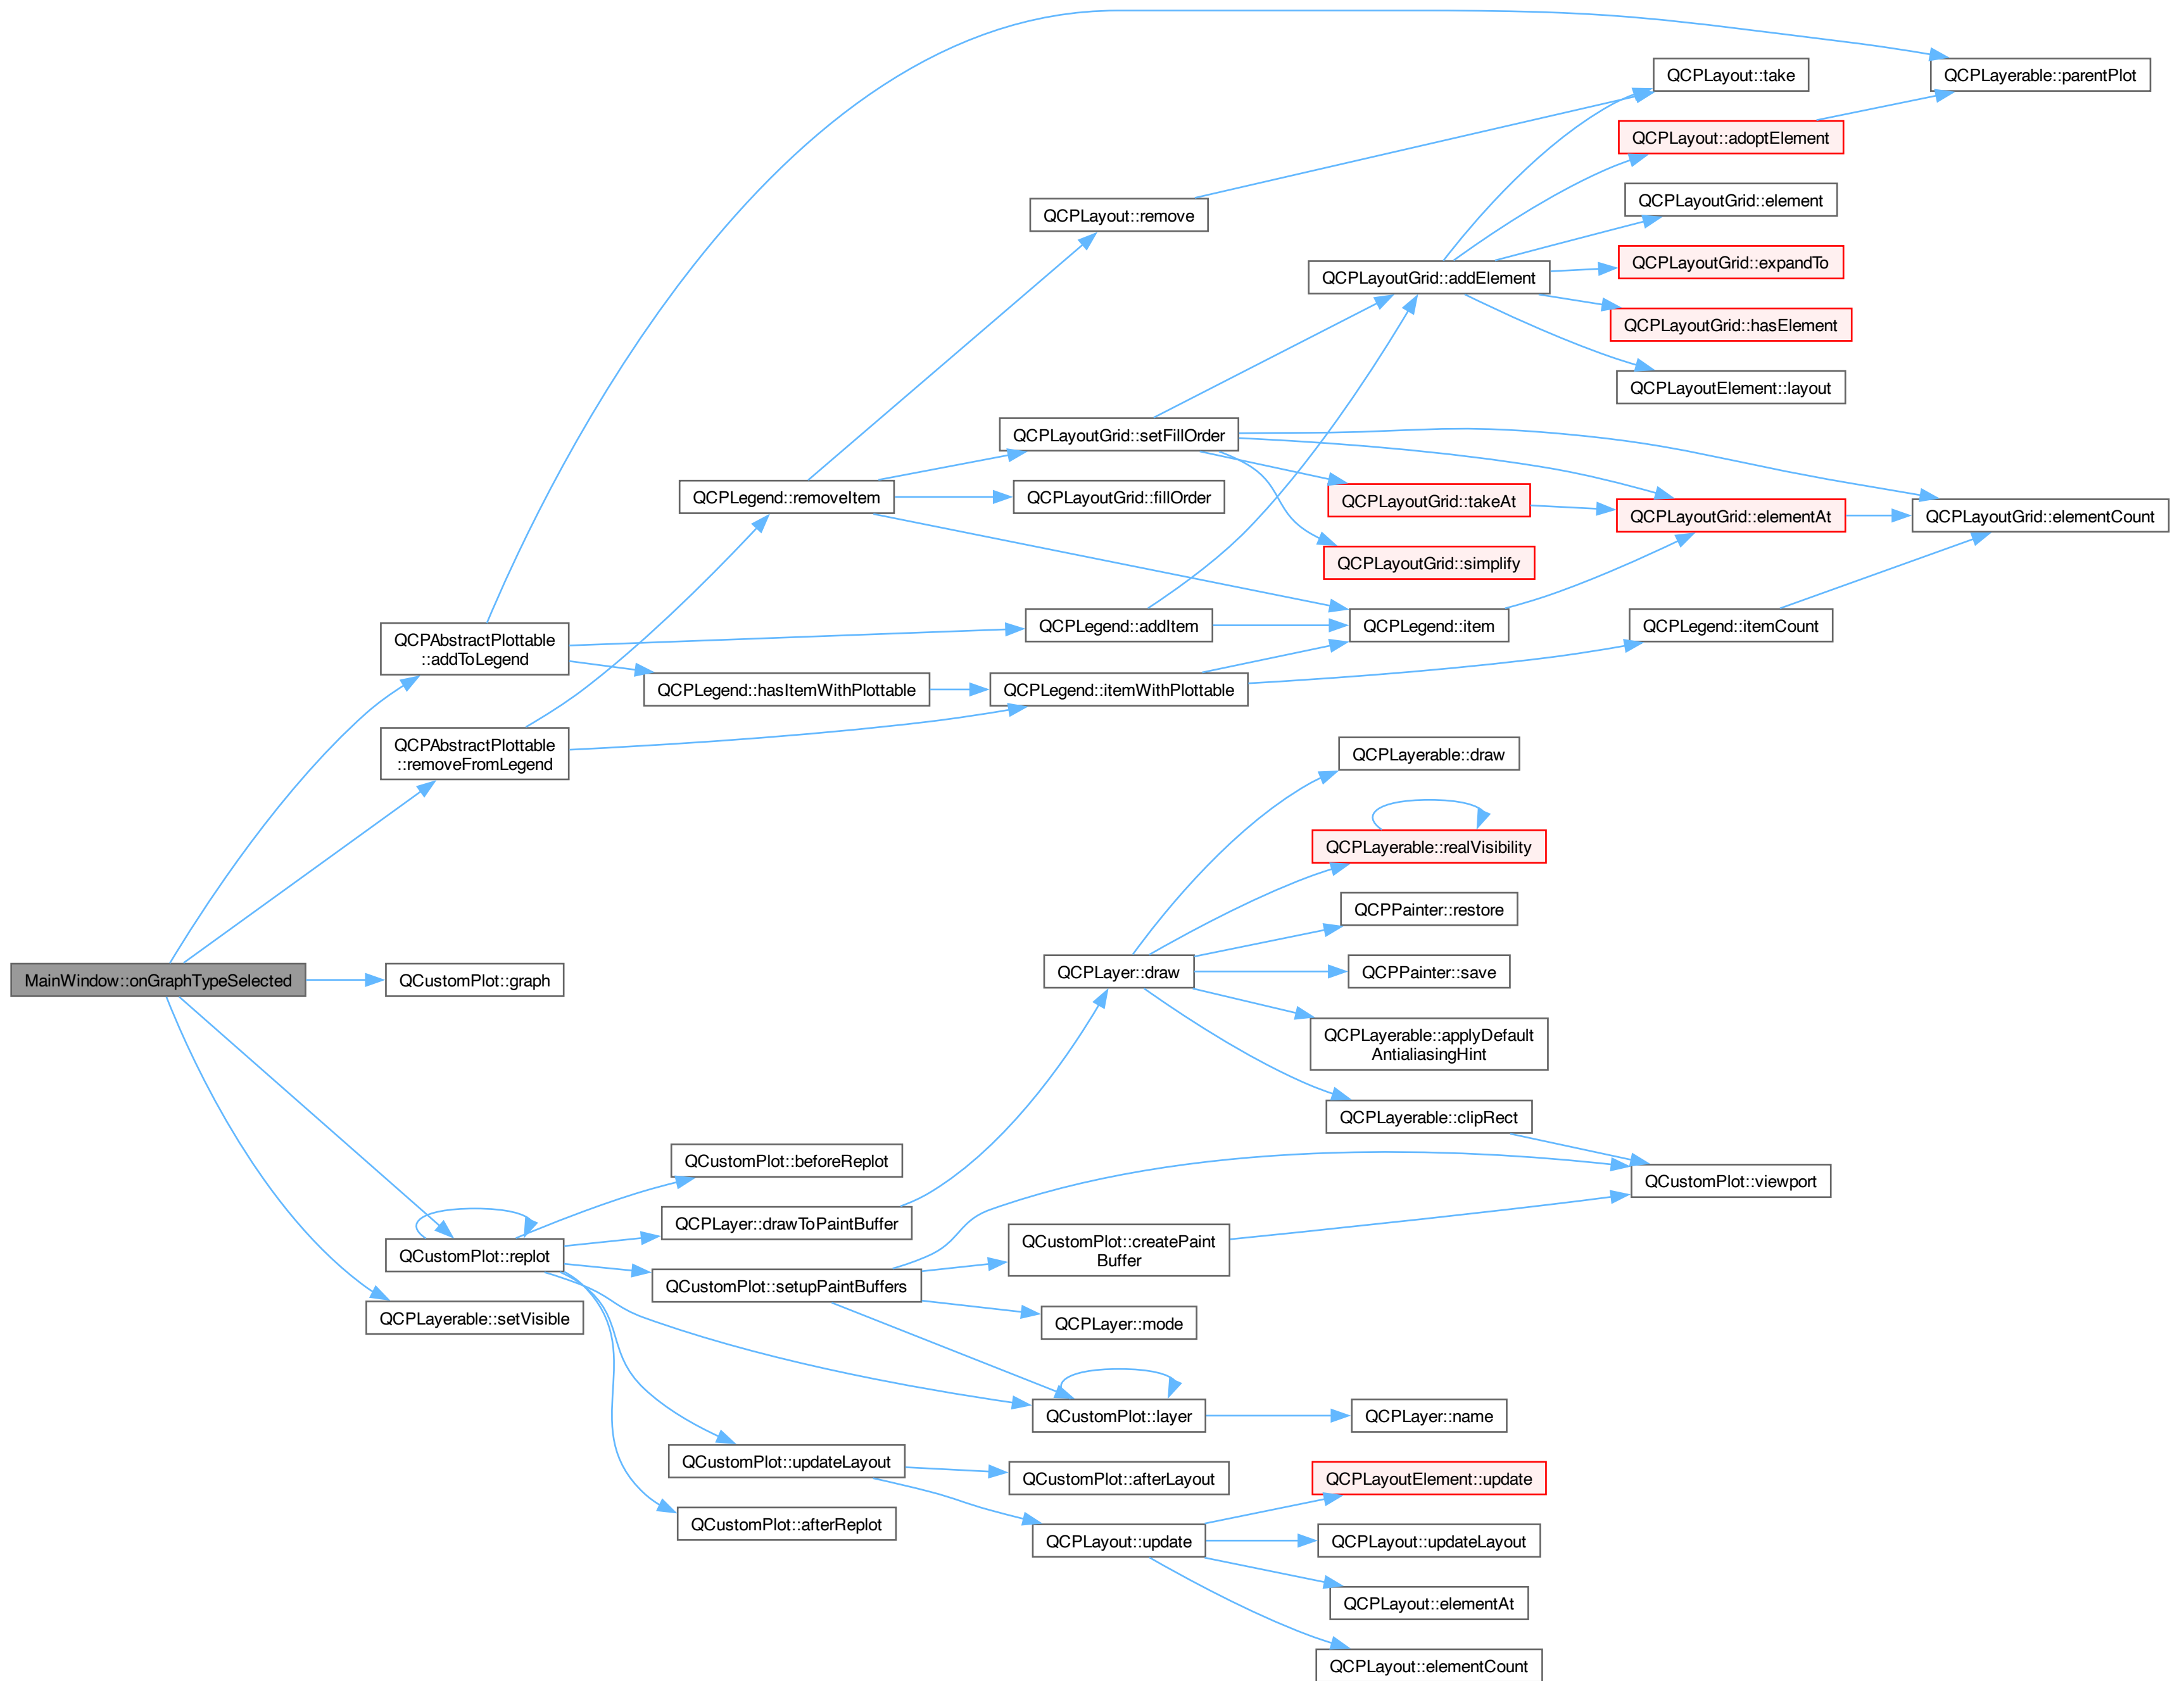 QCPLayout::take
QCPLayerable::parentPlot
QCPLayout::adoptElement
QCPLayoutGrid::element
QCPLayout::remove
QCPLayoutGrid::expandTo
QCPLayoutGrid::addElement
QCPLayoutGrid::hasElement
QCPLayoutElement::layout
QCPLayoutGrid::setFillOrder
QCPLegend::removeItem
QCPLayoutGrid::fillOrder
QCPLayoutGrid::takeAt
QCPLayoutGrid::elementAt
QCPLayoutGrid::elementCount
QCPLayoutGrid::simplify
QCPAbstractPlottable
::addToLegend
QCPLegend::addItem
QCPLegend::item
QCPLegend::itemCount
QCPLegend::hasItemWithPlottable
QCPLegend::itemWithPlottable
QCPAbstractPlottable
::removeFromLegend
QCPLayerable::draw
QCPLayerable::realVisibility
QCPPainter::restore
MainWindow::onGraphTypeSelected
QCustomPlot::graph
QCPLayer::draw
QCPPainter::save
QCPLayerable::applyDefault
AntialiasingHint
QCPLayerable::clipRect
QCustomPlot::beforeReplot
QCustomPlot::viewport
QCPLayer::drawToPaintBuffer
QCustomPlot::replot
QCustomPlot::createPaint
Buffer
QCustomPlot::setupPaintBuffers
QCPLayerable::setVisible
QCPLayer::mode
QCustomPlot::layer
QCPLayer::name
QCustomPlot::updateLayout
QCustomPlot::afterLayout
QCPLayoutElement::update
QCustomPlot::afterReplot
QCPLayout::update
QCPLayout::updateLayout
QCPLayout::elementAt
QCPLayout::elementCount